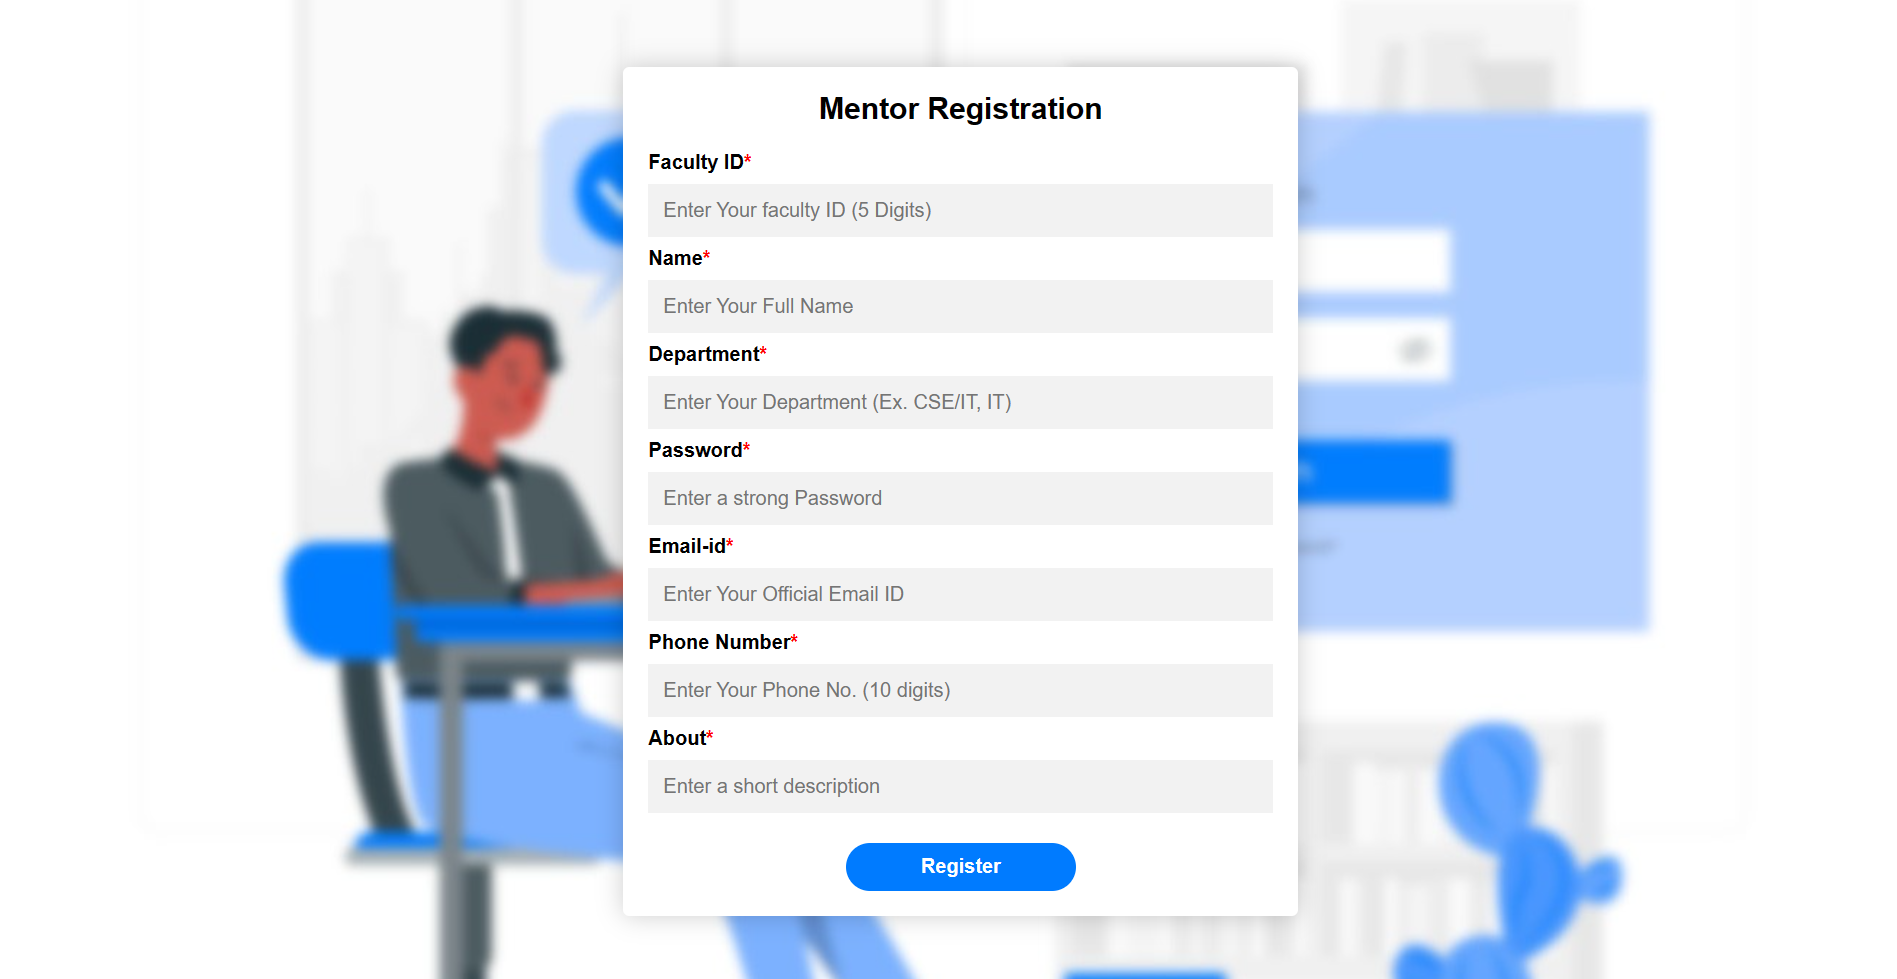 Mentor Registration
Faculty ID*
Enter Your faculty ID (5 Digits)
Name*
Enter Your Full Name
Department*
Enter Your Department (Ex. CSE/IT, IT)
Password*
Enter a strong Password
Email-id*
Enter Your Official Email ID
Phone Number*
Enter Your Phone No. (10 digits)
About*
Enter a short description
Register